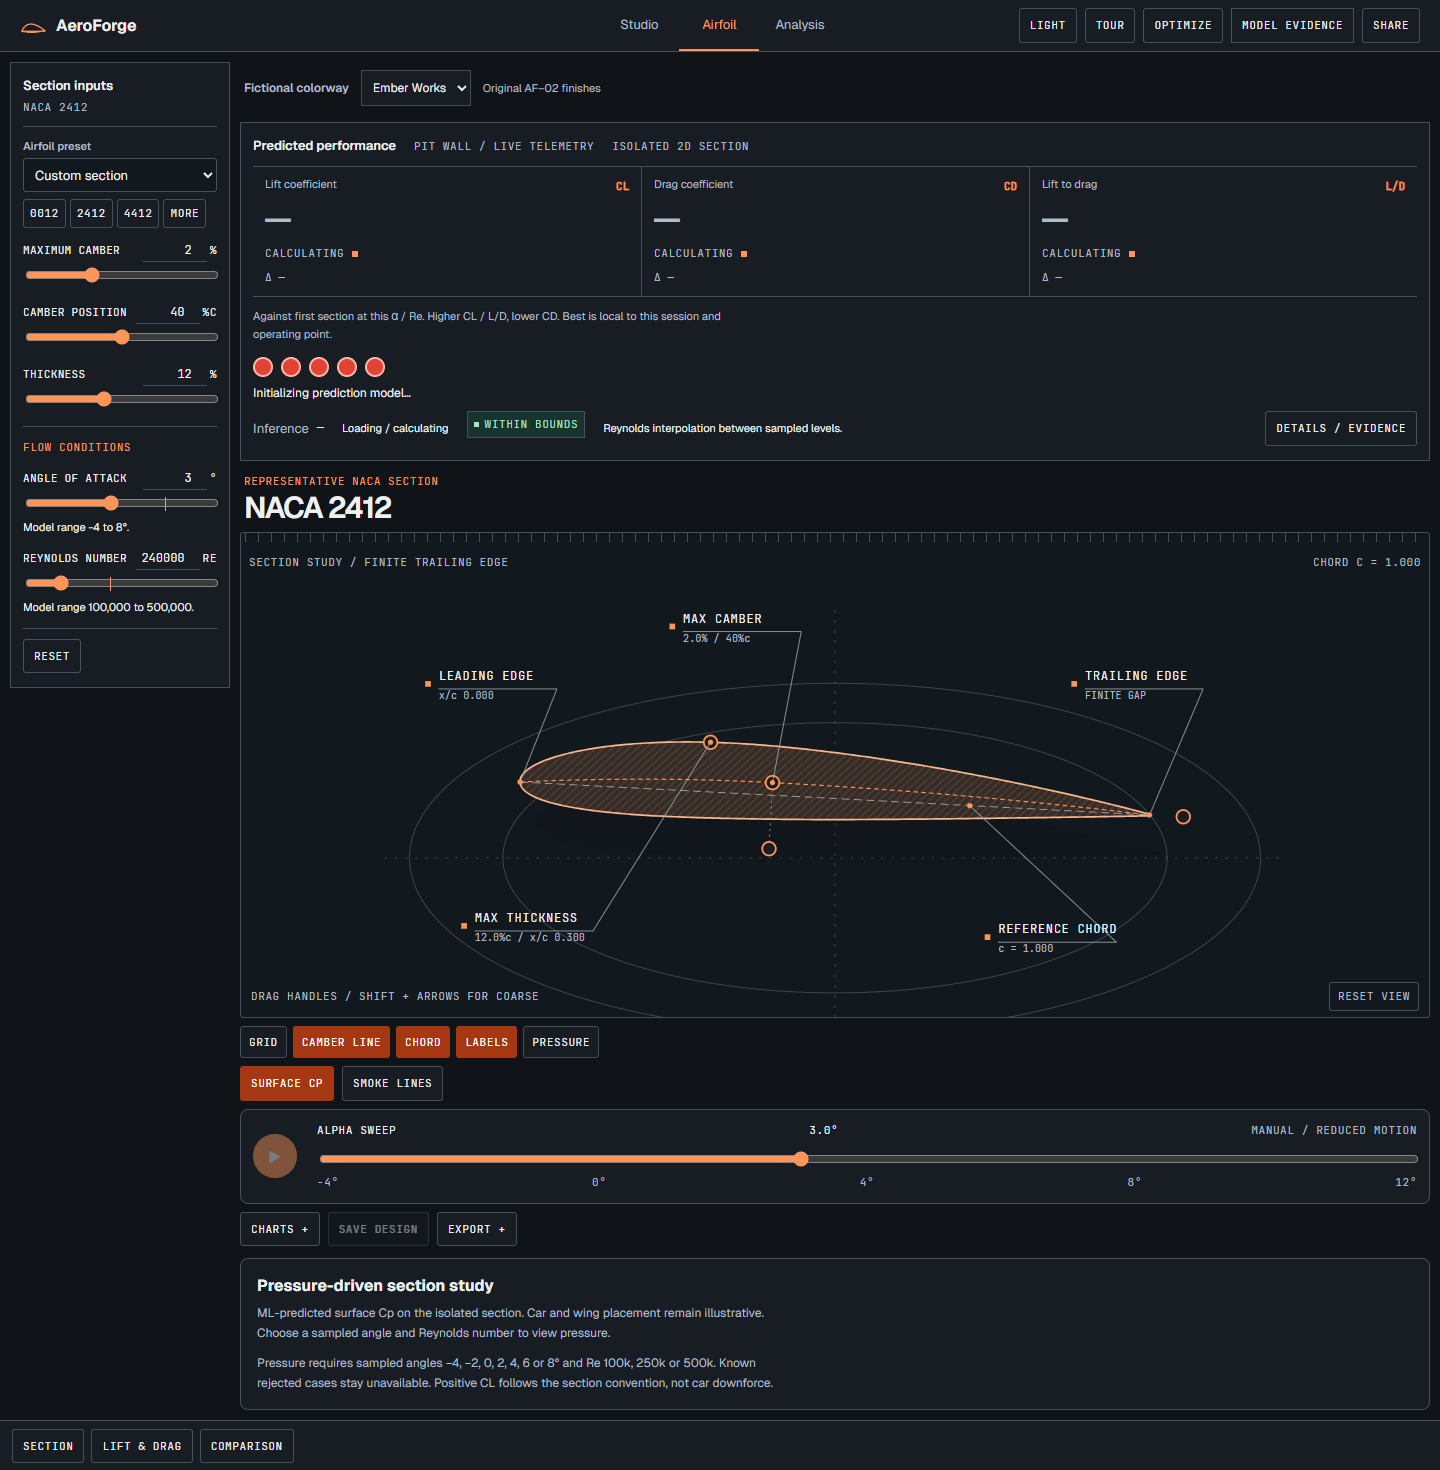 AeroForge
Studio
Airfoil
Analysis
LIGHT
TOUR
OPTIMIZE
MODEL EVIDENCE
SHARE
Section inputs
NACA 2412
Airfoil preset
Custom section
0012
2412
4412
MORE
MAXIMUM CAMBER 2 %
CAMBER POSITION 40 %C
THICKNESS 12 %
FLOW CONDITIONS
ANGLE OF ATTACK 3 °
Model range -4 to 8°.
REYNOLDS NUMBER 240000 RE
Model range 100,000 to 500,000.
RESET
Fictional colorway
Ember Works
Original AF–02 finishes
Predicted performance PIT WALL / LIVE TELEMETRY ISOLATED 2D SECTION
Lift coefficient CL
—
CALCULATING
Δ —
Drag coefficient CD
—
CALCULATING
Δ —
Lift to drag L/D
—
CALCULATING
Δ —
Against first section at this α / Re. Higher CL / L/D, lower CD. Best is local to this session and
operating point.
Initializing prediction model…
Inference — Loading / calculating WITHIN BOUNDS Reynolds interpolation between sampled levels.
DETAILS / EVIDENCE
REPRESENTATIVE NACA SECTION
NACA 2412
SECTION STUDY / FINITE TRAILING EDGE
CHORD C = 1.000
MAX CAMBER
2.0% / 40%c
LEADING EDGE
x/c 0.000
TRAILING EDGE
FINITE GAP
MAX THICKNESS
12.0%c / x/c 0.300
REFERENCE CHORD
c = 1.000
DRAG HANDLES / SHIFT + ARROWS FOR COARSE
RESET VIEW
GRID
CAMBER LINE
CHORD
LABELS
PRESSURE
SURFACE CP
SMOKE LINES
ALPHA SWEEP 3.0° MANUAL / REDUCED MOTION
-4° 0° 4° 8° 12°
CHARTS +
SAVE DESIGN
EXPORT +
Pressure-driven section study
ML-predicted surface Cp on the isolated section. Car and wing placement remain illustrative.
Choose a sampled angle and Reynolds number to view pressure.
Pressure requires sampled angles −4, −2, 0, 2, 4, 6 or 8° and Re 100k, 250k or 500k. Known
rejected cases stay unavailable. Positive CL follows the section convention, not car downforce.
SECTION
LIFT & DRAG
COMPARISON